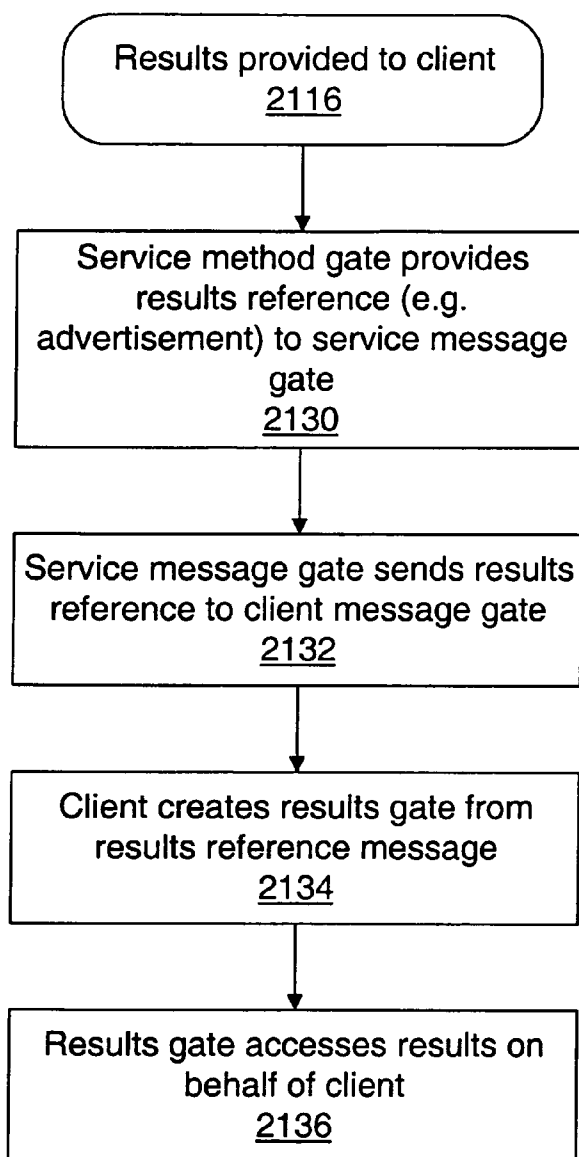 Results provided to client
2116
Service method gate provides
results reference (e.g.
advertisement) to service message
gate
2130
Service message gate sends results
reference to client message gate
2132
Client creates results gate from
results reference message
2134
Results gate accesses results on
behalf of client
2136